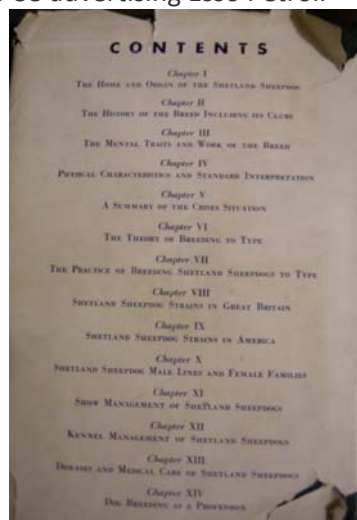 advertising Esso Petrol.
CONTENTS
Chapter I
The Home and Origin of the Shetland Sheepdog
Chapter II
The History of the Breed Including its Clubs
Chapter III
The Mental Traits and Work of the Breed
Chapter IV
Physical Characteristics and Standard Interpretation
Chapter V
A Summary of the Cross Situation
Chapter VI
The Theory of Breeding to Type
Chapter VII
The Practice of Breeding Shetland Sheepdogs to Type
Chapter VIII
Shetland Sheepdog Strains in Great Britain
Chapter IX
Shetland Sheepdog Strains in America
Chapter X
Shetland Sheepdog Male Lines and Female Families
Chapter XI
Show Management of Shetland Sheepdogs
Chapter XII
Kennel Management of Shetland Sheepdogs
Chapter XIII
Diseases and Medical Care of Shetland Sheepdogs
Chapter XIV
Dog Breeding as a Profession